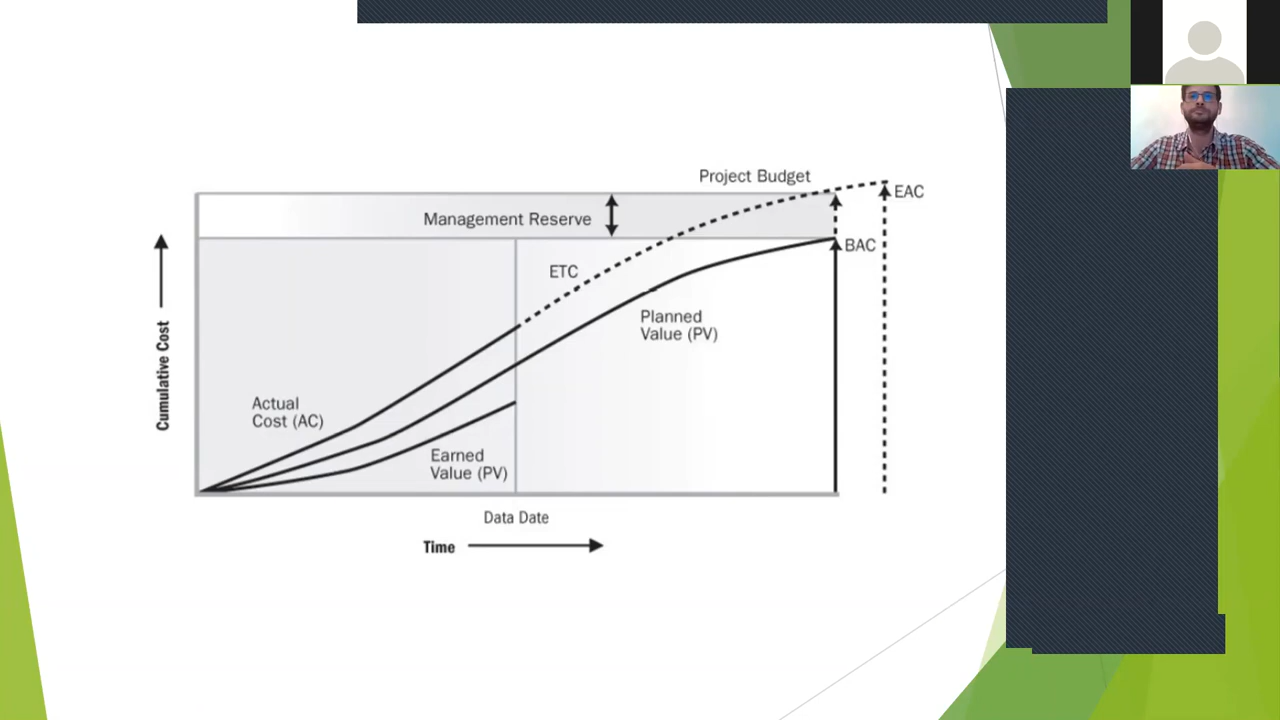 Project Budget
EAC
Management Reserve
BAC
ETC
Planned
Value (PV)
Cumulative Cost
Actual
Cost (AC)
Earned
Value (PV)
Data Date
Time